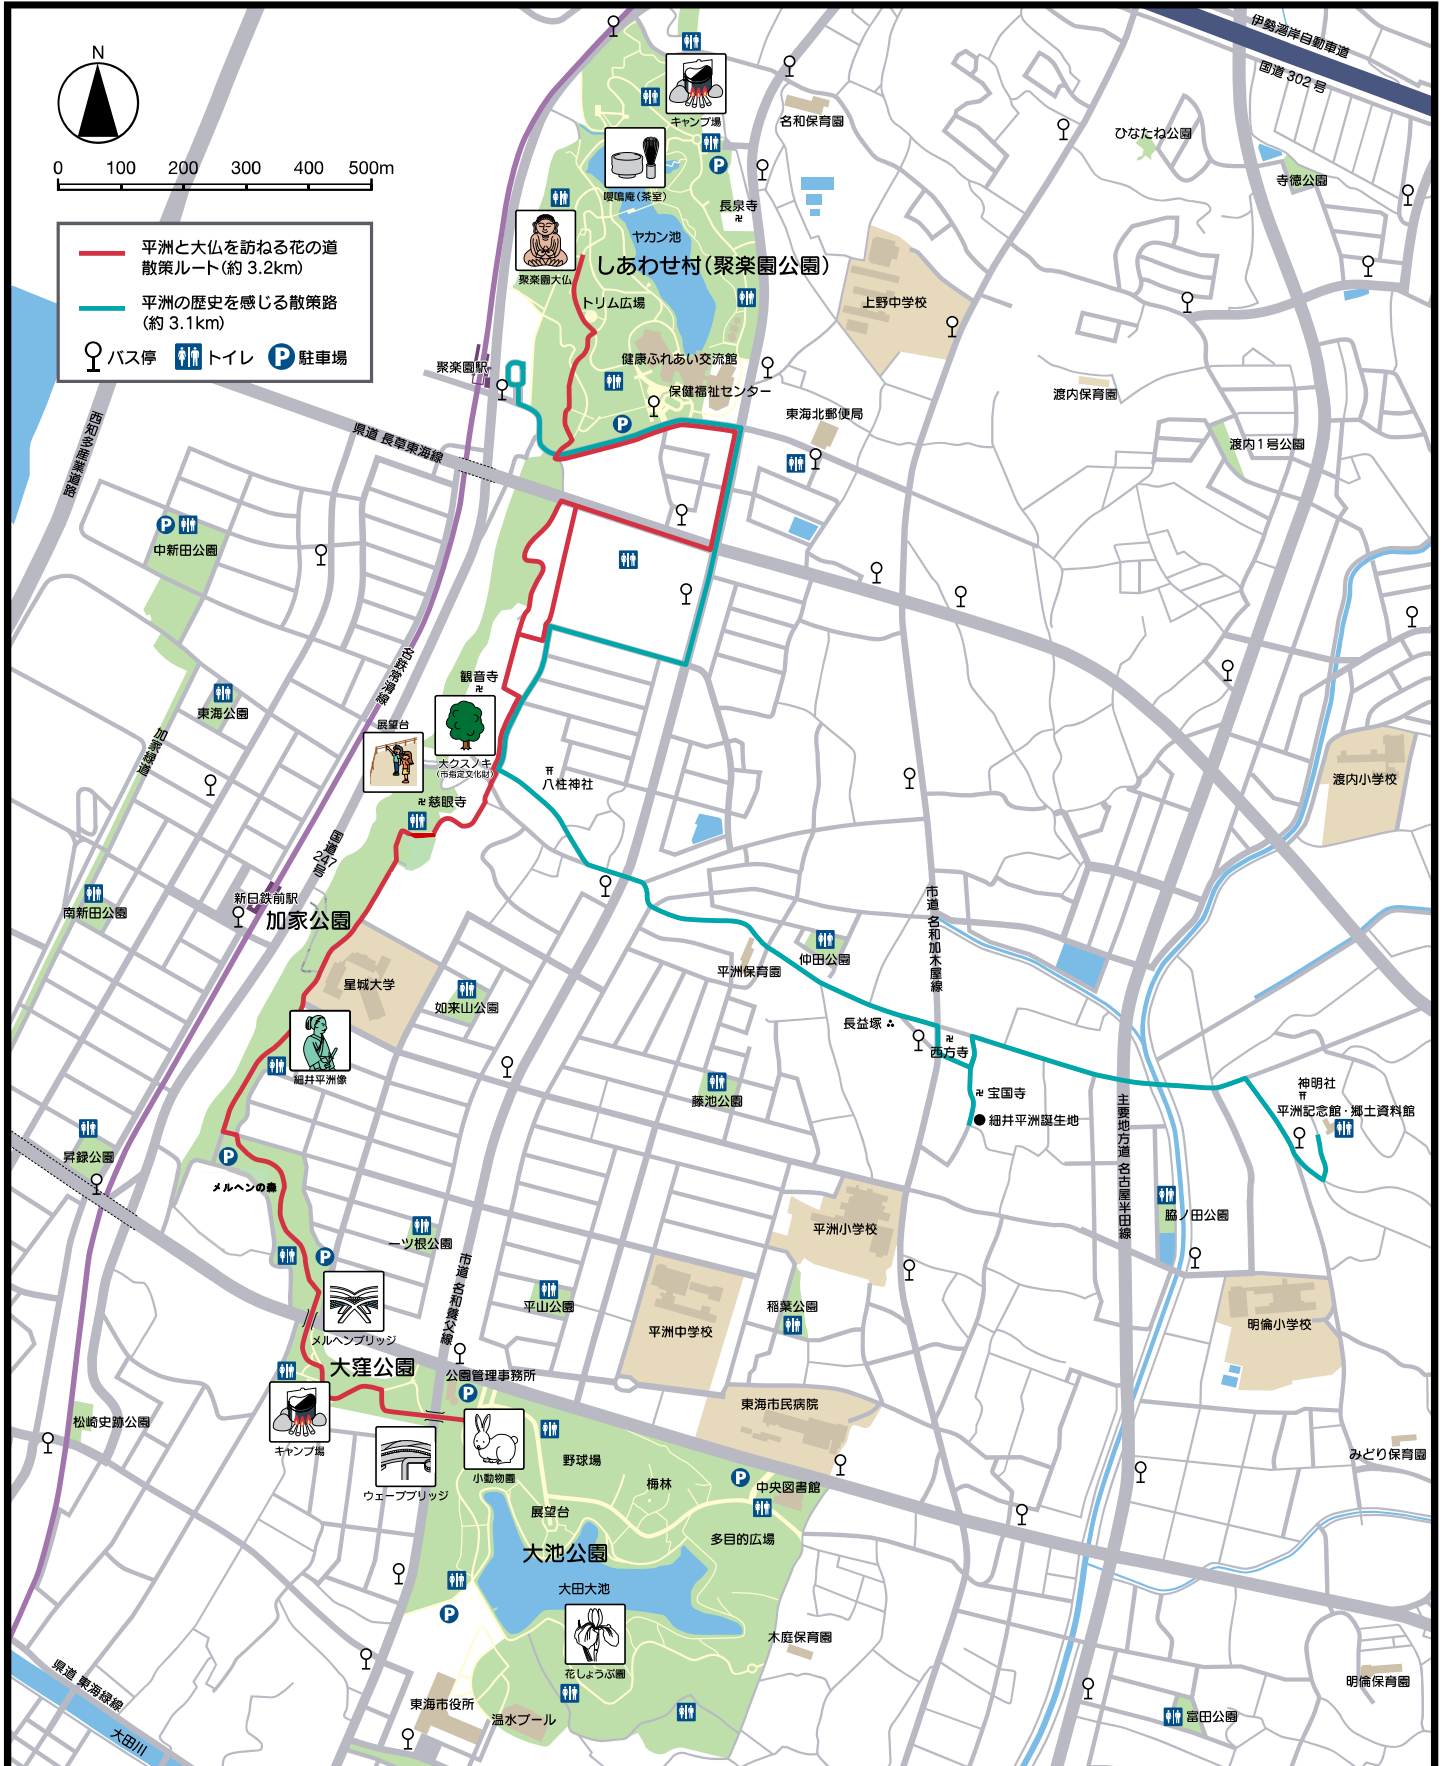 N
0 100 200 300 400 500m
平洲と大仏を訪ねる花の道
散策ルート(約 3.2km)
平洲の歴史を感じる散策路
(約 3.1km)
バス停 トイレ P 駐車場
伊勢湾岸自動車道
国道 302 号
キャンプ場
名和保育園
ひなたね公園
寺徳公園
嚶鳴庵(茶室)
P
長泉寺
ヤカン池
聚楽園大仏
しあわせ村(聚楽園公園)
トリム広場
上野中学校
健康ふれあい交流館
聚楽園駅
保健福祉センター
渡内保育園
東海北郵便局
P
県道 長草東海線
西知多産業道路
渡内1号公園
P
中新田公園
名鉄常滑線
観音寺
東海公園
展望台
加家緑道
大クスノキ
(市指定文化財)
八柱神社
渡内小学校
慈眼寺
国道
247
号
新日鉄前駅
加家公園
南新田公園
市道 名和加木屋線
仲田公園
平洲保育園
星城大学
如来山公園
長益塚
西方寺
細井平洲像
藤池公園
宝国寺
細井平洲誕生地
神明社
平洲記念館・郷土資料館
主要地方道 名古屋半田線
昇録公園
P
メルヘンの森
脇ノ田公園
平洲小学校
一ツ根公園
P
市道 名和養父線
平山公園
稲葉公園
平洲中学校
明倫小学校
メルヘンブリッジ
大窪公園
公園管理事務所
P
東海市民病院
松崎史跡公園
キャンプ場
みどり保育園
野球場
小動物園
梅林
P
中央図書館
ウェーブブリッジ
展望台
多目的広場
大池公園
大田大池
P
木庭保育園
花しょうぶ園
県道 東海緑線
大田川
東海市役所
温水プール
明倫保育園
富田公園